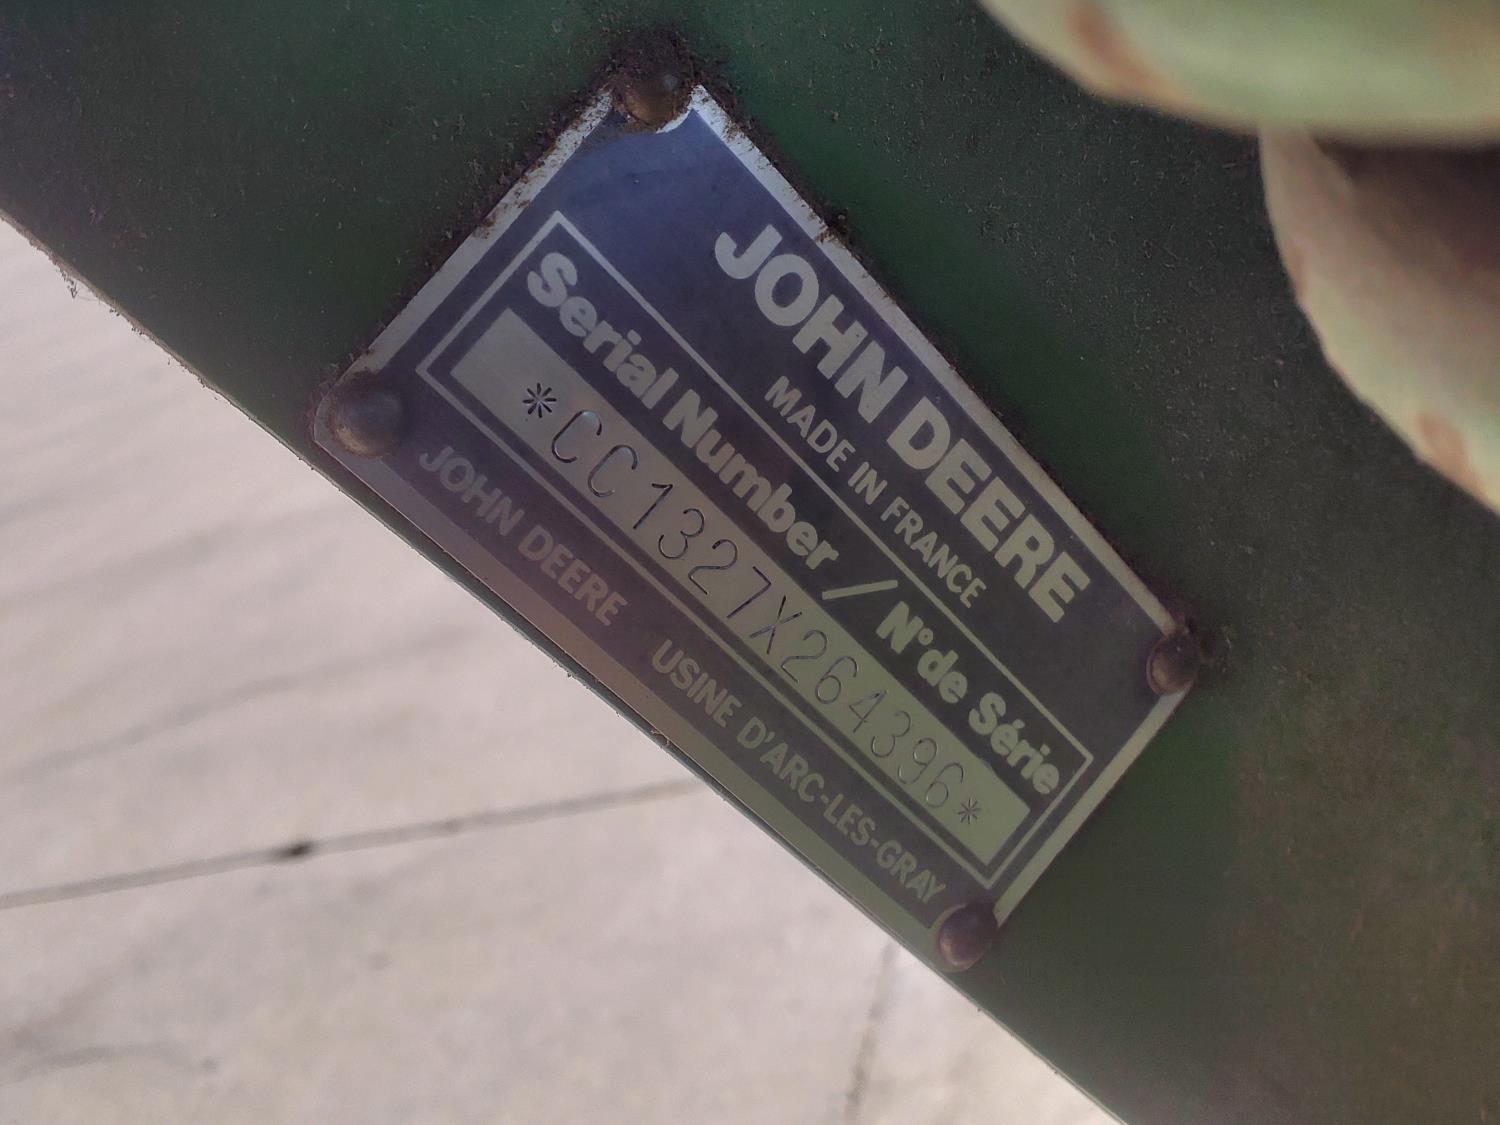 JOHN DEERE
MADE IN FRANCE
Serial Number / N° de Série
*CC1327X264396*
JOHN DEERE USINE D'ARC-LES-GRAY